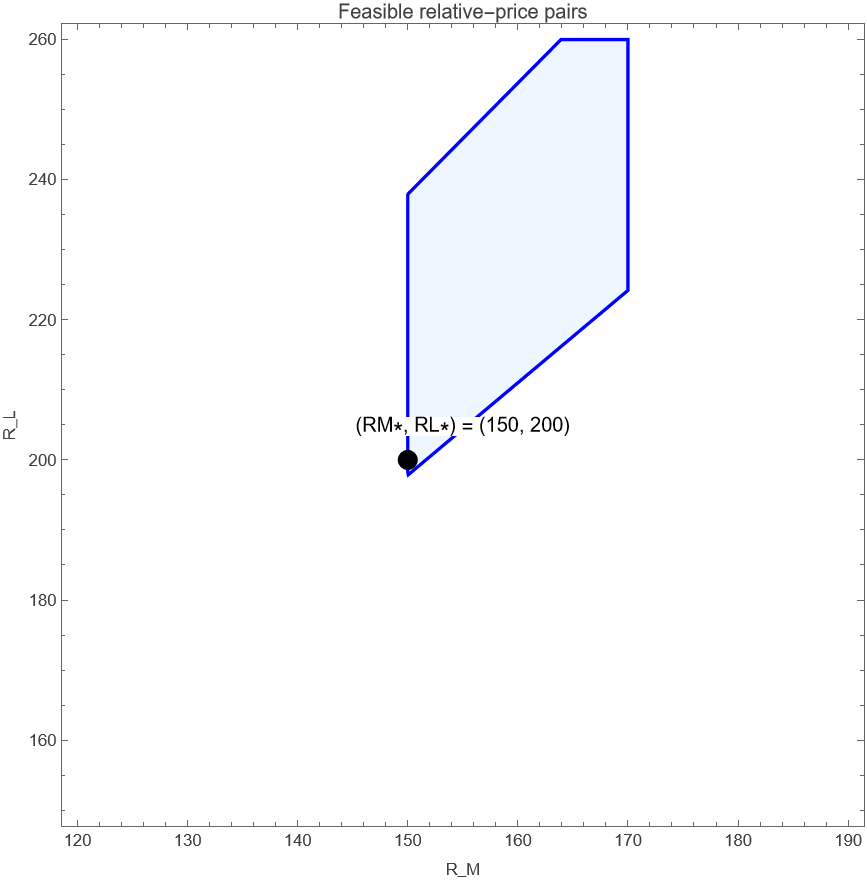 Feasible relative-price pairs
260
240
220
200
180
160
R_L
(RM*, RL*) = (150, 200)
120 130 140 150 160 170 180 190
R_M